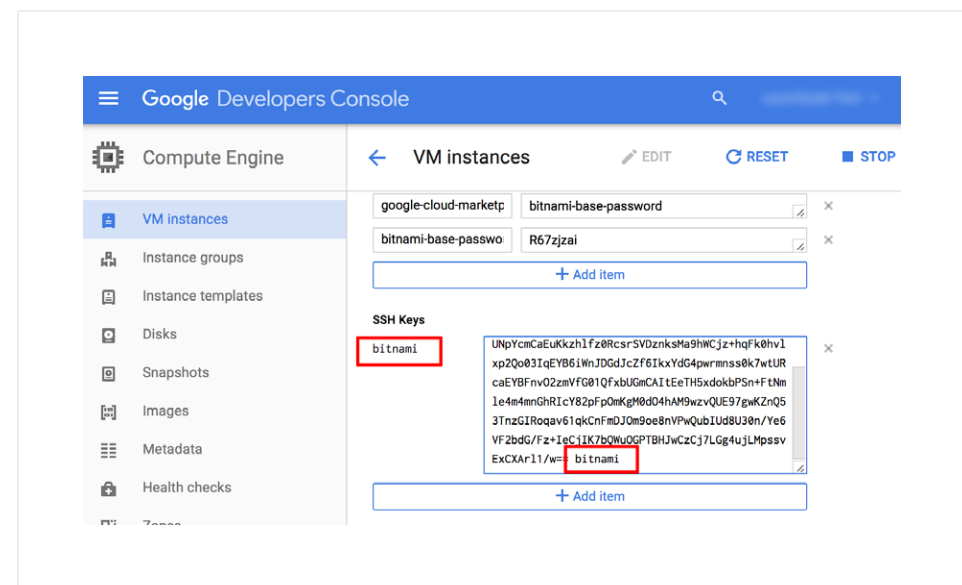 Google Developers Console
Compute Engine
VM instances
EDIT
RESET
STOP
VM instances
Instance groups
Instance templates
Disks
Snapshots
Images
Metadata
Health checks
Zones
google-cloud-marketp
bitnami-base-password
bitnami-base-passwo
R67zjzai
Add item
SSH Keys
bitnami
UNpYcmCaEuKkzhlfz0RcsrSVDznksMa9hWCjz+hqFk0hvl
xp2Qo03IqEYB6iWnJDGdJcZf6IkxYdG4pwrmnss0k7wtUR
caEYBFnvO2zmVfG01QfxbUGmCAItEeTH5xdokbPSn+FtNm
le4m4mnGhRIcY82pFpOmKgM0dO4hAM9wzvQUE97gwKZnQ5
3TnzGIRoqav61qkCnFmDJOm9oe8nVPwQubIUd8U30n/Ye6
VF2bdG/Fz+IeCjIK7bQWuOGPTBHJwCzCj7LGg4ujLMpssv
ExCXArl1/w== bitnami
Add item